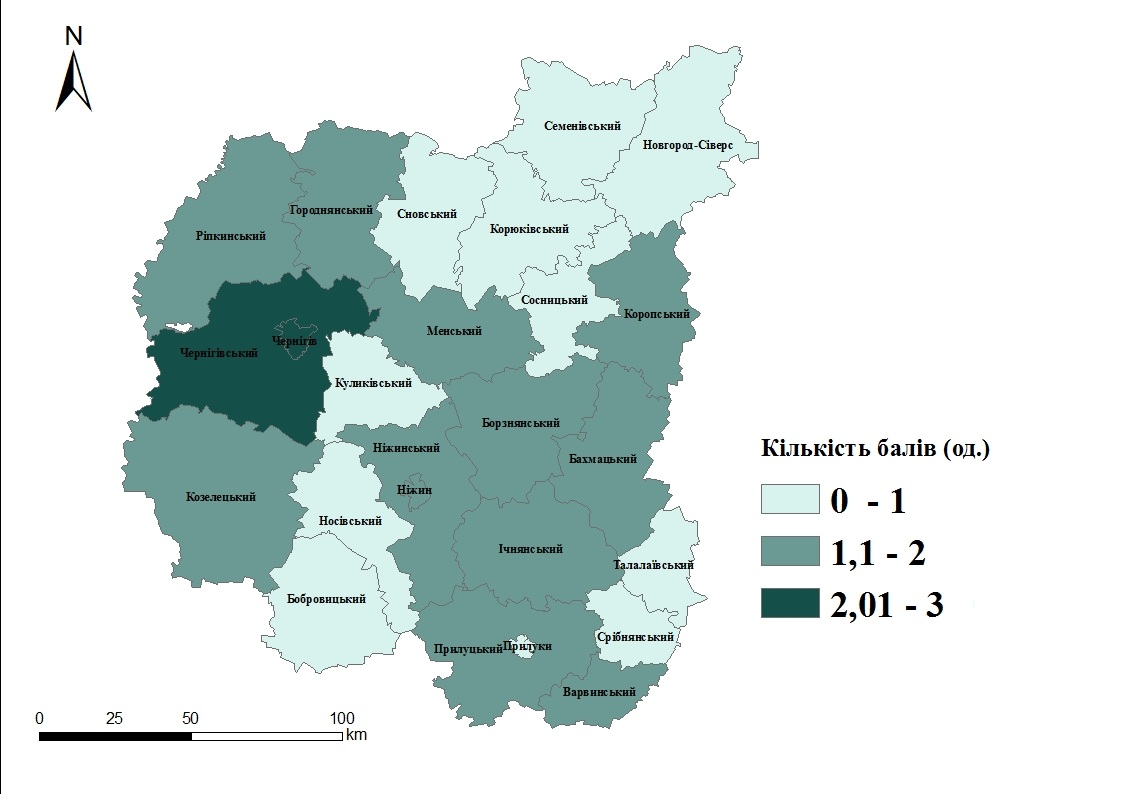 N
Семенівський
Новгород-Сіверс
Городнянський
Сновський
Корюківський
Ріпкинський
Сосницький
Коропський
Менський
Чернігів
Чернігівський
Куликівський
Борзнянський
Ніжинський
Бахмацький
Козелецький
Ніжин
Носівський
Ічнянський
Талалаївський
Бобровицький
Срібнянський
Прилуцький
Прилуки
Варвинський
Кількість балів (од.)
0 - 1
1,1 - 2
2,01 - 3
0 25 50 100
km